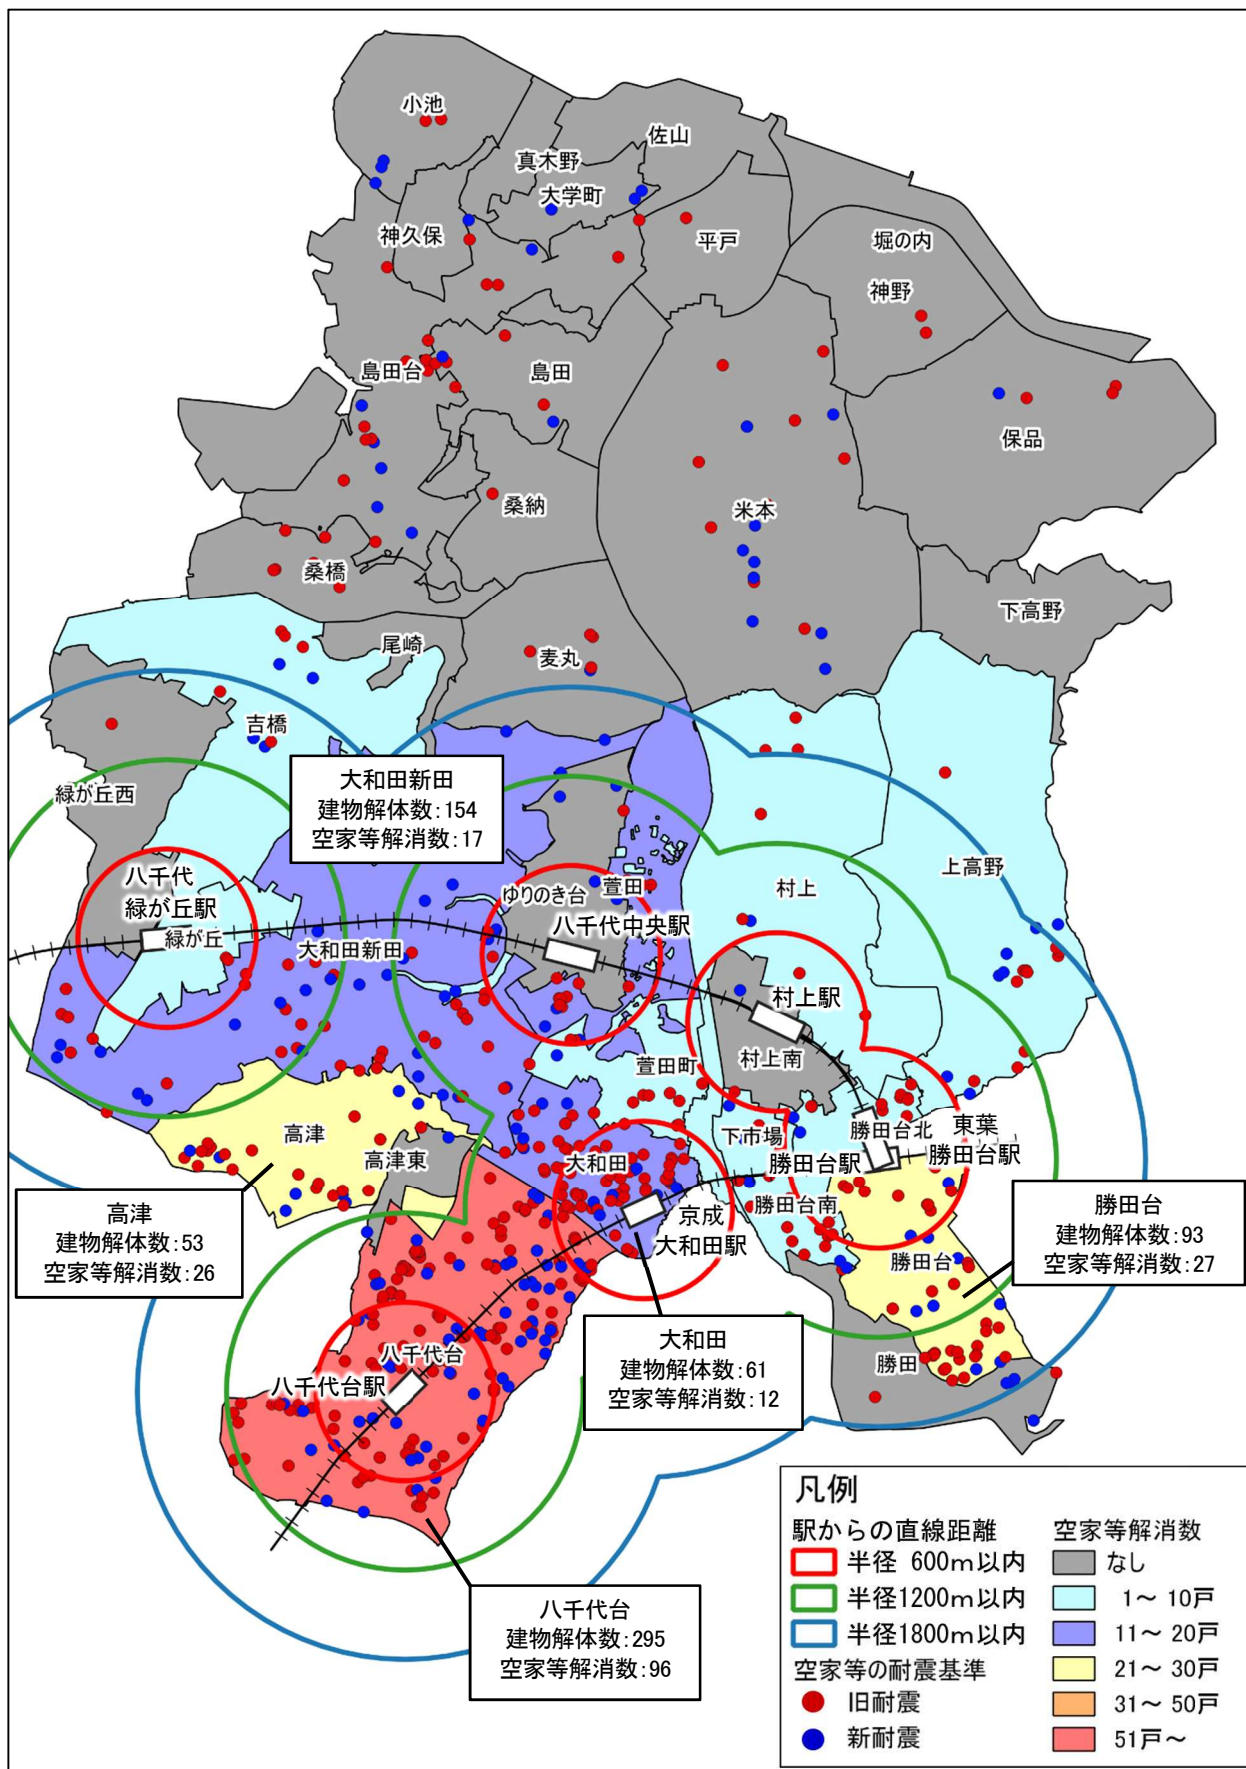 小池
佐山
真木野
大学町
神久保
平戸
堀の内
神野
島田台
島田
保品
桑納
米本
桑橋
下高野
尾崎
麦丸
吉橋
大和田新田
建物解体数:154
空家等解消数:17
緑が丘西
八千代
緑が丘駅
緑が丘
大和田新田
ゆりのき台
萱田
八千代中央駅
村上
上高野
村上駅
村上南
萱田町
高津
高津東
大和田
下市場
勝田台北
東葉
勝田台駅
勝田台駅
勝田台南
京成
大和田駅
高津
建物解体数:53
空家等解消数:26
勝田台
建物解体数:93
空家等解消数:27
勝田台
勝田
大和田
建物解体数:61
空家等解消数:12
八千代台
八千代台駅
八千代台
建物解体数:295
空家等解消数:96
凡例
駅からの直線距離
半径 600m以内
半径1200m以内
半径1800m以内
空家等の耐震基準
旧耐震
新耐震
空家等解消数
なし
1～ 10戸
11～ 20戸
21～ 30戸
31～ 50戸
51戸～